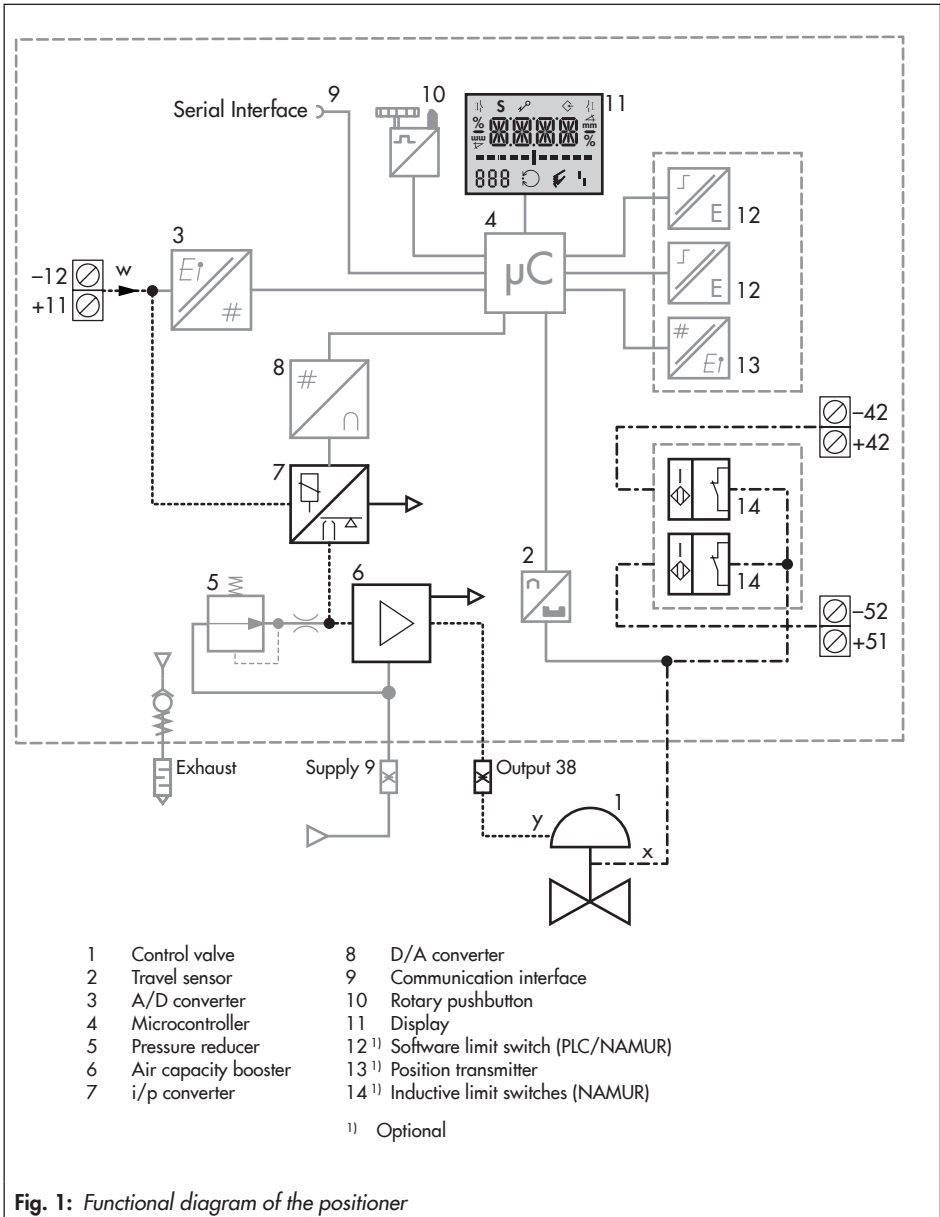 Serial Interface
9
10
11
S
%
mm
mm
%
888
3
Ei
#
4
µC
E
12
E
12
#
Ei
13
–12
+11
w
8
#
7
–42
+42
14
14
2
5
6
–52
+51
Exhaust
Supply 9
Output 38
1
y
x
1 Control valve
2 Travel sensor
3 A/D converter
4 Microcontroller
5 Pressure reducer
6 Air capacity booster
7 i/p converter
8 D/A converter
9 Communication interface
10 Rotary pushbutton
11 Display
12 1) Software limit switch (PLC/NAMUR)
13 1) Position transmitter
14 1) Inductive limit switches (NAMUR)
1) Optional
Fig. 1: Functional diagram of the positioner